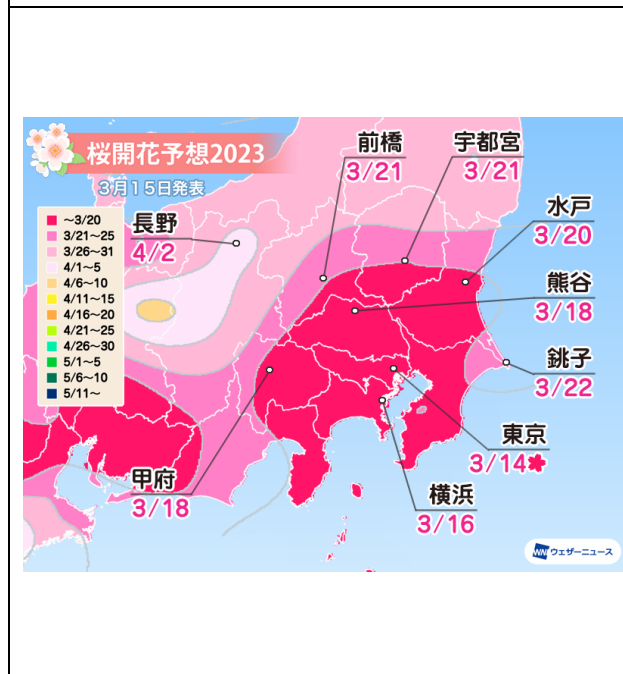 桜開花予想2023
3月15日発表
~3/20
3/21~25
3/26~31
4/1~5
4/6~10
4/11~15
4/16~20
4/21~25
4/26~30
5/1~5
5/6~10
5/11~
前橋
3/21
宇都宮
3/21
長野
4/2
水戸
3/20
熊谷
3/18
銚子
3/22
東京
3/14
甲府
3/18
横浜
3/16
WN ウェザーニュース